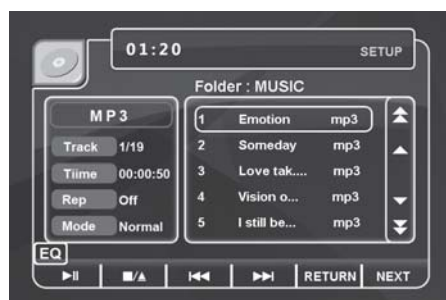 01:20 SETUP
Folder : MUSIC
MP3
Track 1/19
Tiime 00:00:50
Rep Off
Mode Normal
1 Emotion mp3
2 Someday mp3
3 Love tak.... mp3
4 Vision o... mp3
5 I still be... mp3
EQ
RETURN NEXT